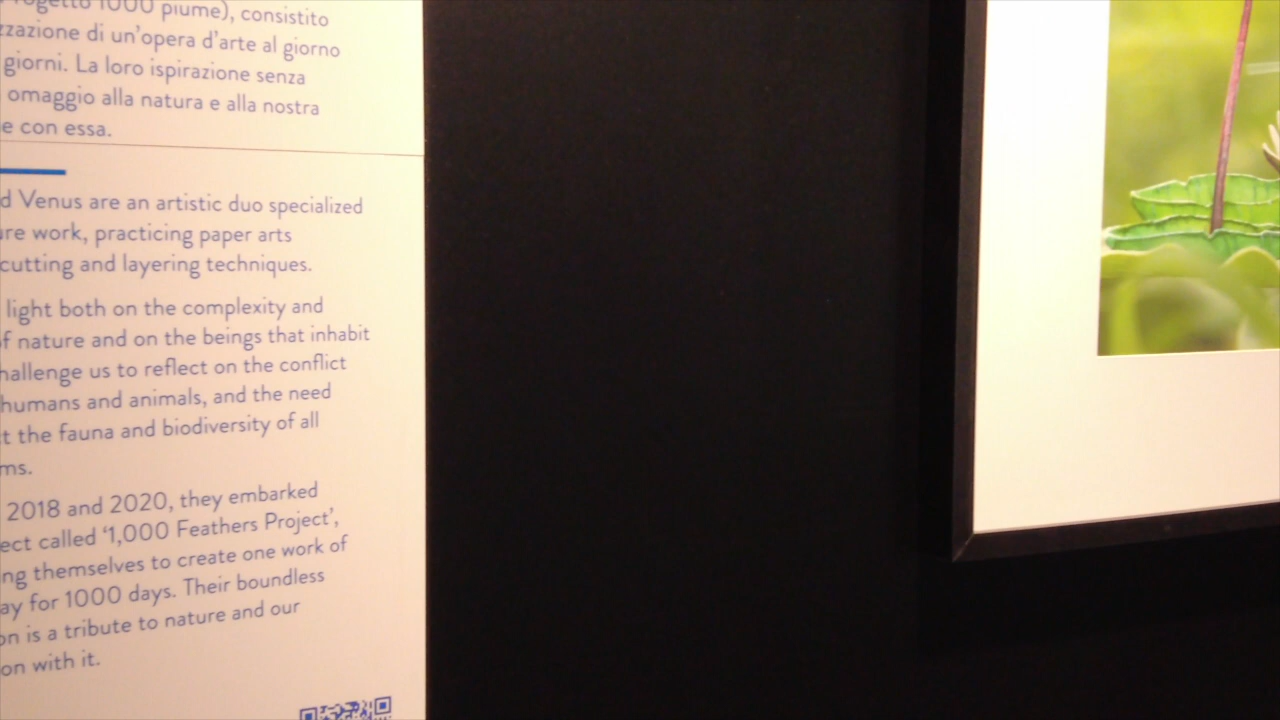 1000 piume), consistito
di un'opera d'arte al giorno
giorni. La loro ispirazione senza
omaggio alla natura e alla nostra
e con essa.
d Venus are an artistic duo specialized
ure work, practicing paper arts
cutting and layering techniques.
light both on the complexity and
of nature and on the beings that inhabit
hallenge us to reflect on the conflict
humans and animals, and the need
ct the fauna and biodiversity of all
ms.
2018 and 2020, they embarked
ect called '1,000 Feathers Project',
ng themselves to create one work of
ay for 1000 days. Their boundless
on is a tribute to nature and our
on with it.